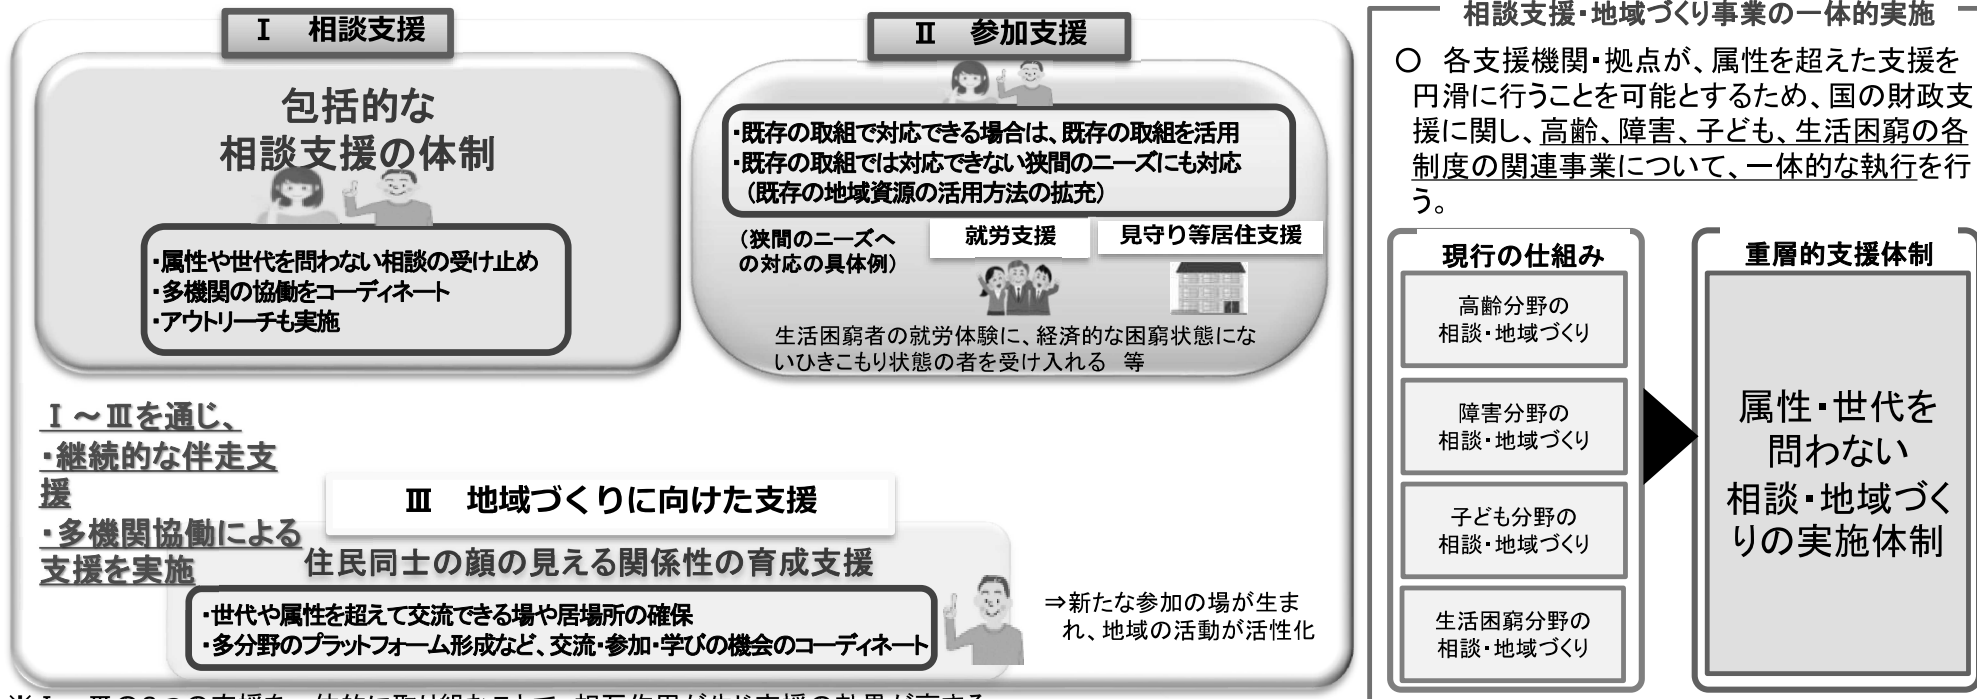 Ⅰ 相談支援
包括的な
相談支援の体制
・属性や世代を問わない相談の受け止め
・多機関の協働をコーディネート
・アウトリーチも実施
Ⅱ 参加支援
・既存の取組で対応できる場合は、既存の取組を活用
・既存の取組では対応できない狭間のニーズにも対応
（既存の地域資源の活用方法の拡充）
（狭間のニーズへ
の対応の具体例）
就労支援
見守り等居住支援
生活困窮者の就労体験に、経済的な困窮状態にな
いひきこもり状態の者を受け入れる 等
Ⅰ～Ⅲを通じ、
・継続的な伴走支
援
・多機関協働による
支援を実施
Ⅲ 地域づくりに向けた支援
住民同士の顔の見える関係性の育成支援
・世代や属性を超えて交流できる場や居場所の確保
・多分野のプラットフォーム形成など、交流・参加・学びの機会のコーディネート
⇒新たな参加の場が生ま
れ、地域の活動が活性化
相談支援・地域づくり事業の一体的実施
○ 各支援機関・拠点が、属性を超えた支援を
円滑に行うことを可能とするため、国の財政支
援に関し、高齢、障害、子ども、生活困窮の各
制度の関連事業について、一体的な執行を行
う。
現行の仕組み
高齢分野の
相談・地域づくり
障害分野の
相談・地域づくり
子ども分野の
相談・地域づくり
生活困窮分野の
相談・地域づくり
重層的支援体制
属性・世代を
問わない
相談・地域づく
りの実施体制